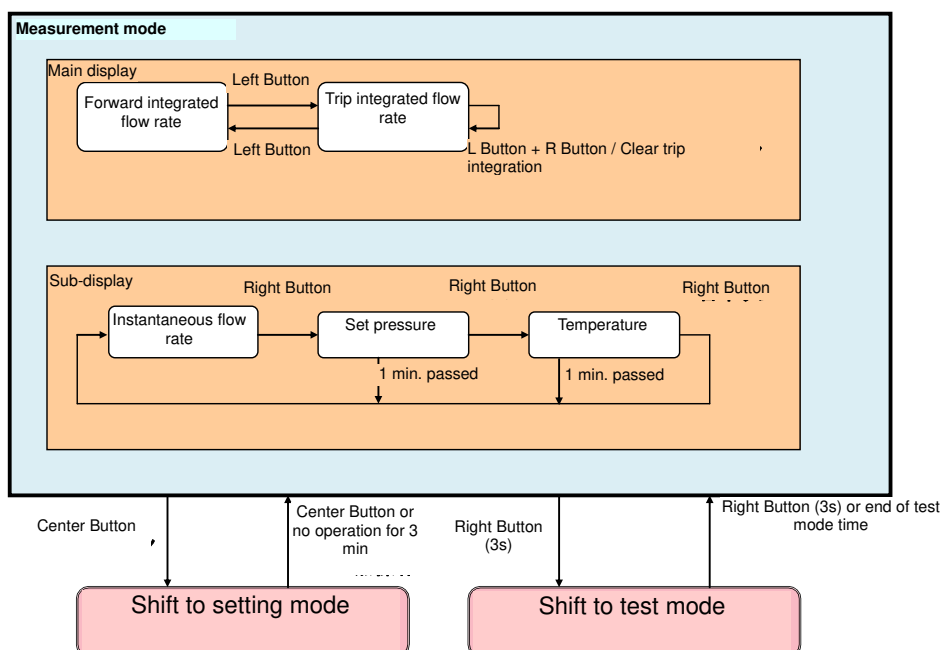 Measurement mode
Main display
Forward integrated
flow rate
Left Button
Left Button
Trip integrated flow
rate
L Button + R Button / Clear trip
integration
Sub-display
Right Button
Right Button
Right Button
Instantaneous flow
rate
Set pressure
Temperature
1 min. passed
1 min. passed
Center Button
Center Button or
no operation for 3
min
Right Button
(3s)
Right Button (3s) or end of test
mode time
Shift to setting mode
Shift to test mode